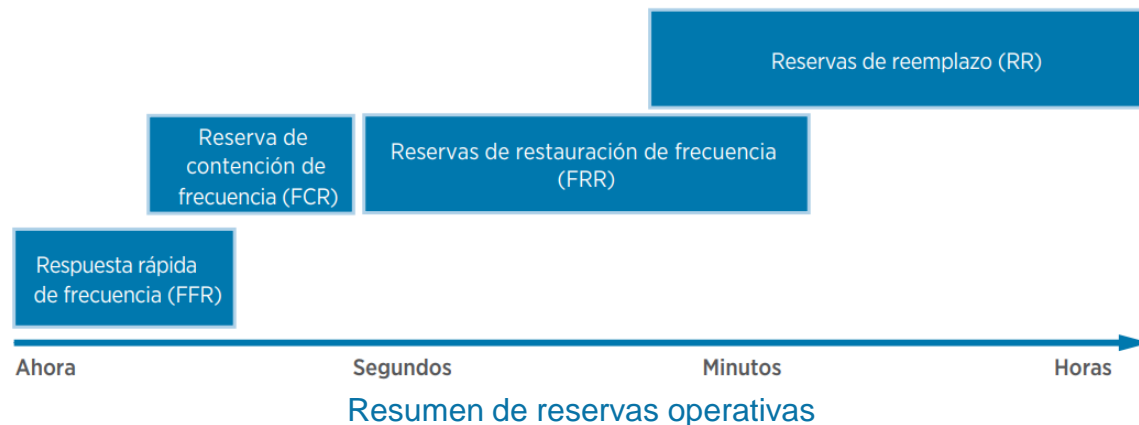 Reservas de reemplazo (RR)
Reserva de
contención de
frecuencia (FCR)
Reservas de restauración de frecuencia
(FRR)
Respuesta rápida
de frecuencia (FFR)
Ahora
Segundos
Minutos
Horas
Resumen de reservas operativas